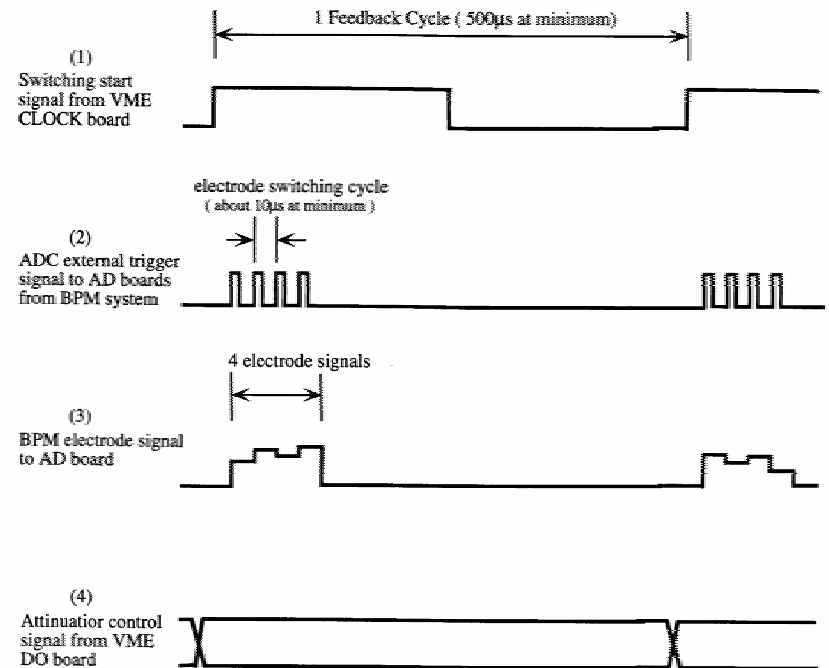 1 Feedback Cycle ( 500μs at minimum)
(1)
Switching start
signal from VME
CLOCK board
electrode switching cycle
( about 10μs at minimum )
(2)
ADC external trigger
signal to AD boards
from BPM system
4 electrode signals
(3)
BPM electrode signal
to AD board
(4)
Attinuatior control
signal from VME
DO board